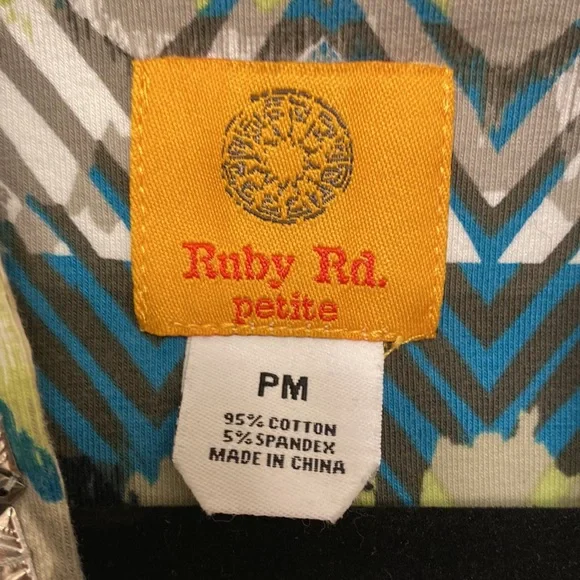 Ruby Rd.
petite
PM
95% COTTON
5% SPANDEX
MADE IN CHINA